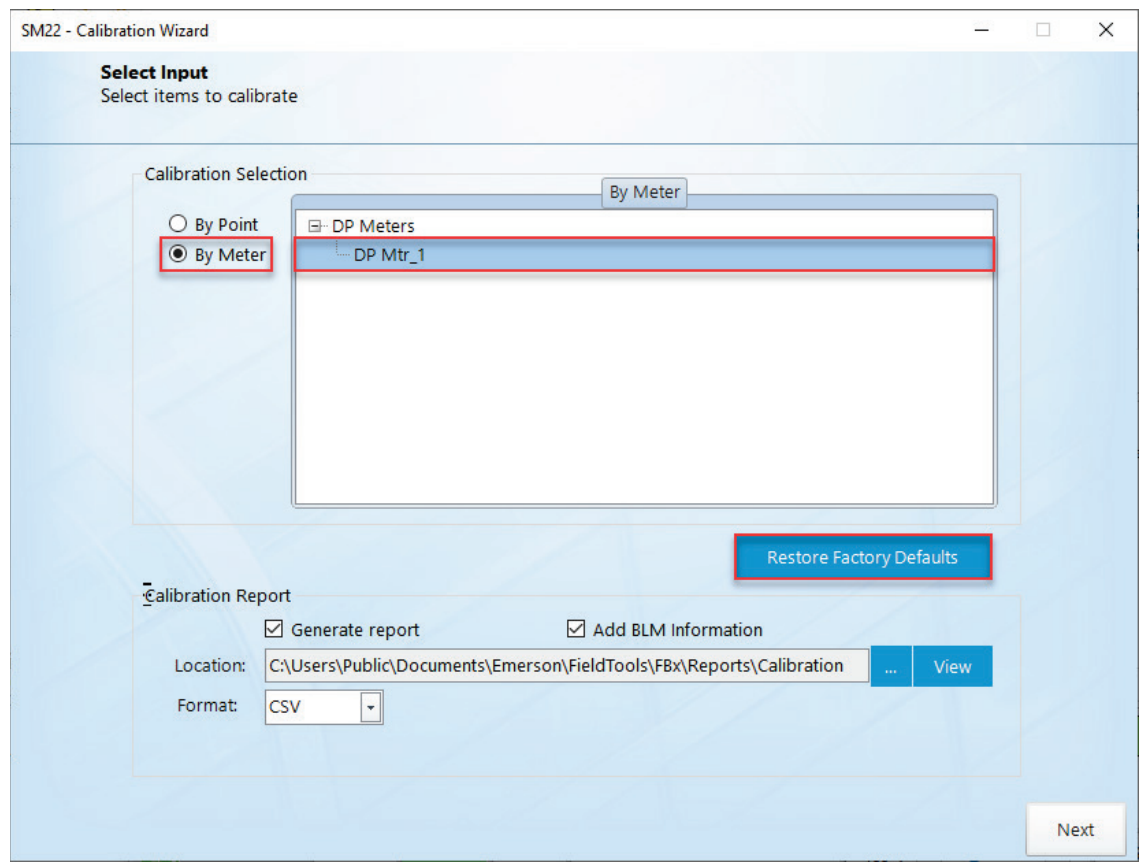 SM22 - Calibration Wizard
Select Input
Select items to calibrate
Calibration Selection
By Meter
By Point
DP Meters
By Meter
DP Mtr_1
Restore Factory Defaults
Calibration Report
Generate report
Add BLM Information
Location:
C:\Users\Public\Documents\Emerson\FieldTools\FBx\Reports\Calibration
...
View
Format:
CSV
Next